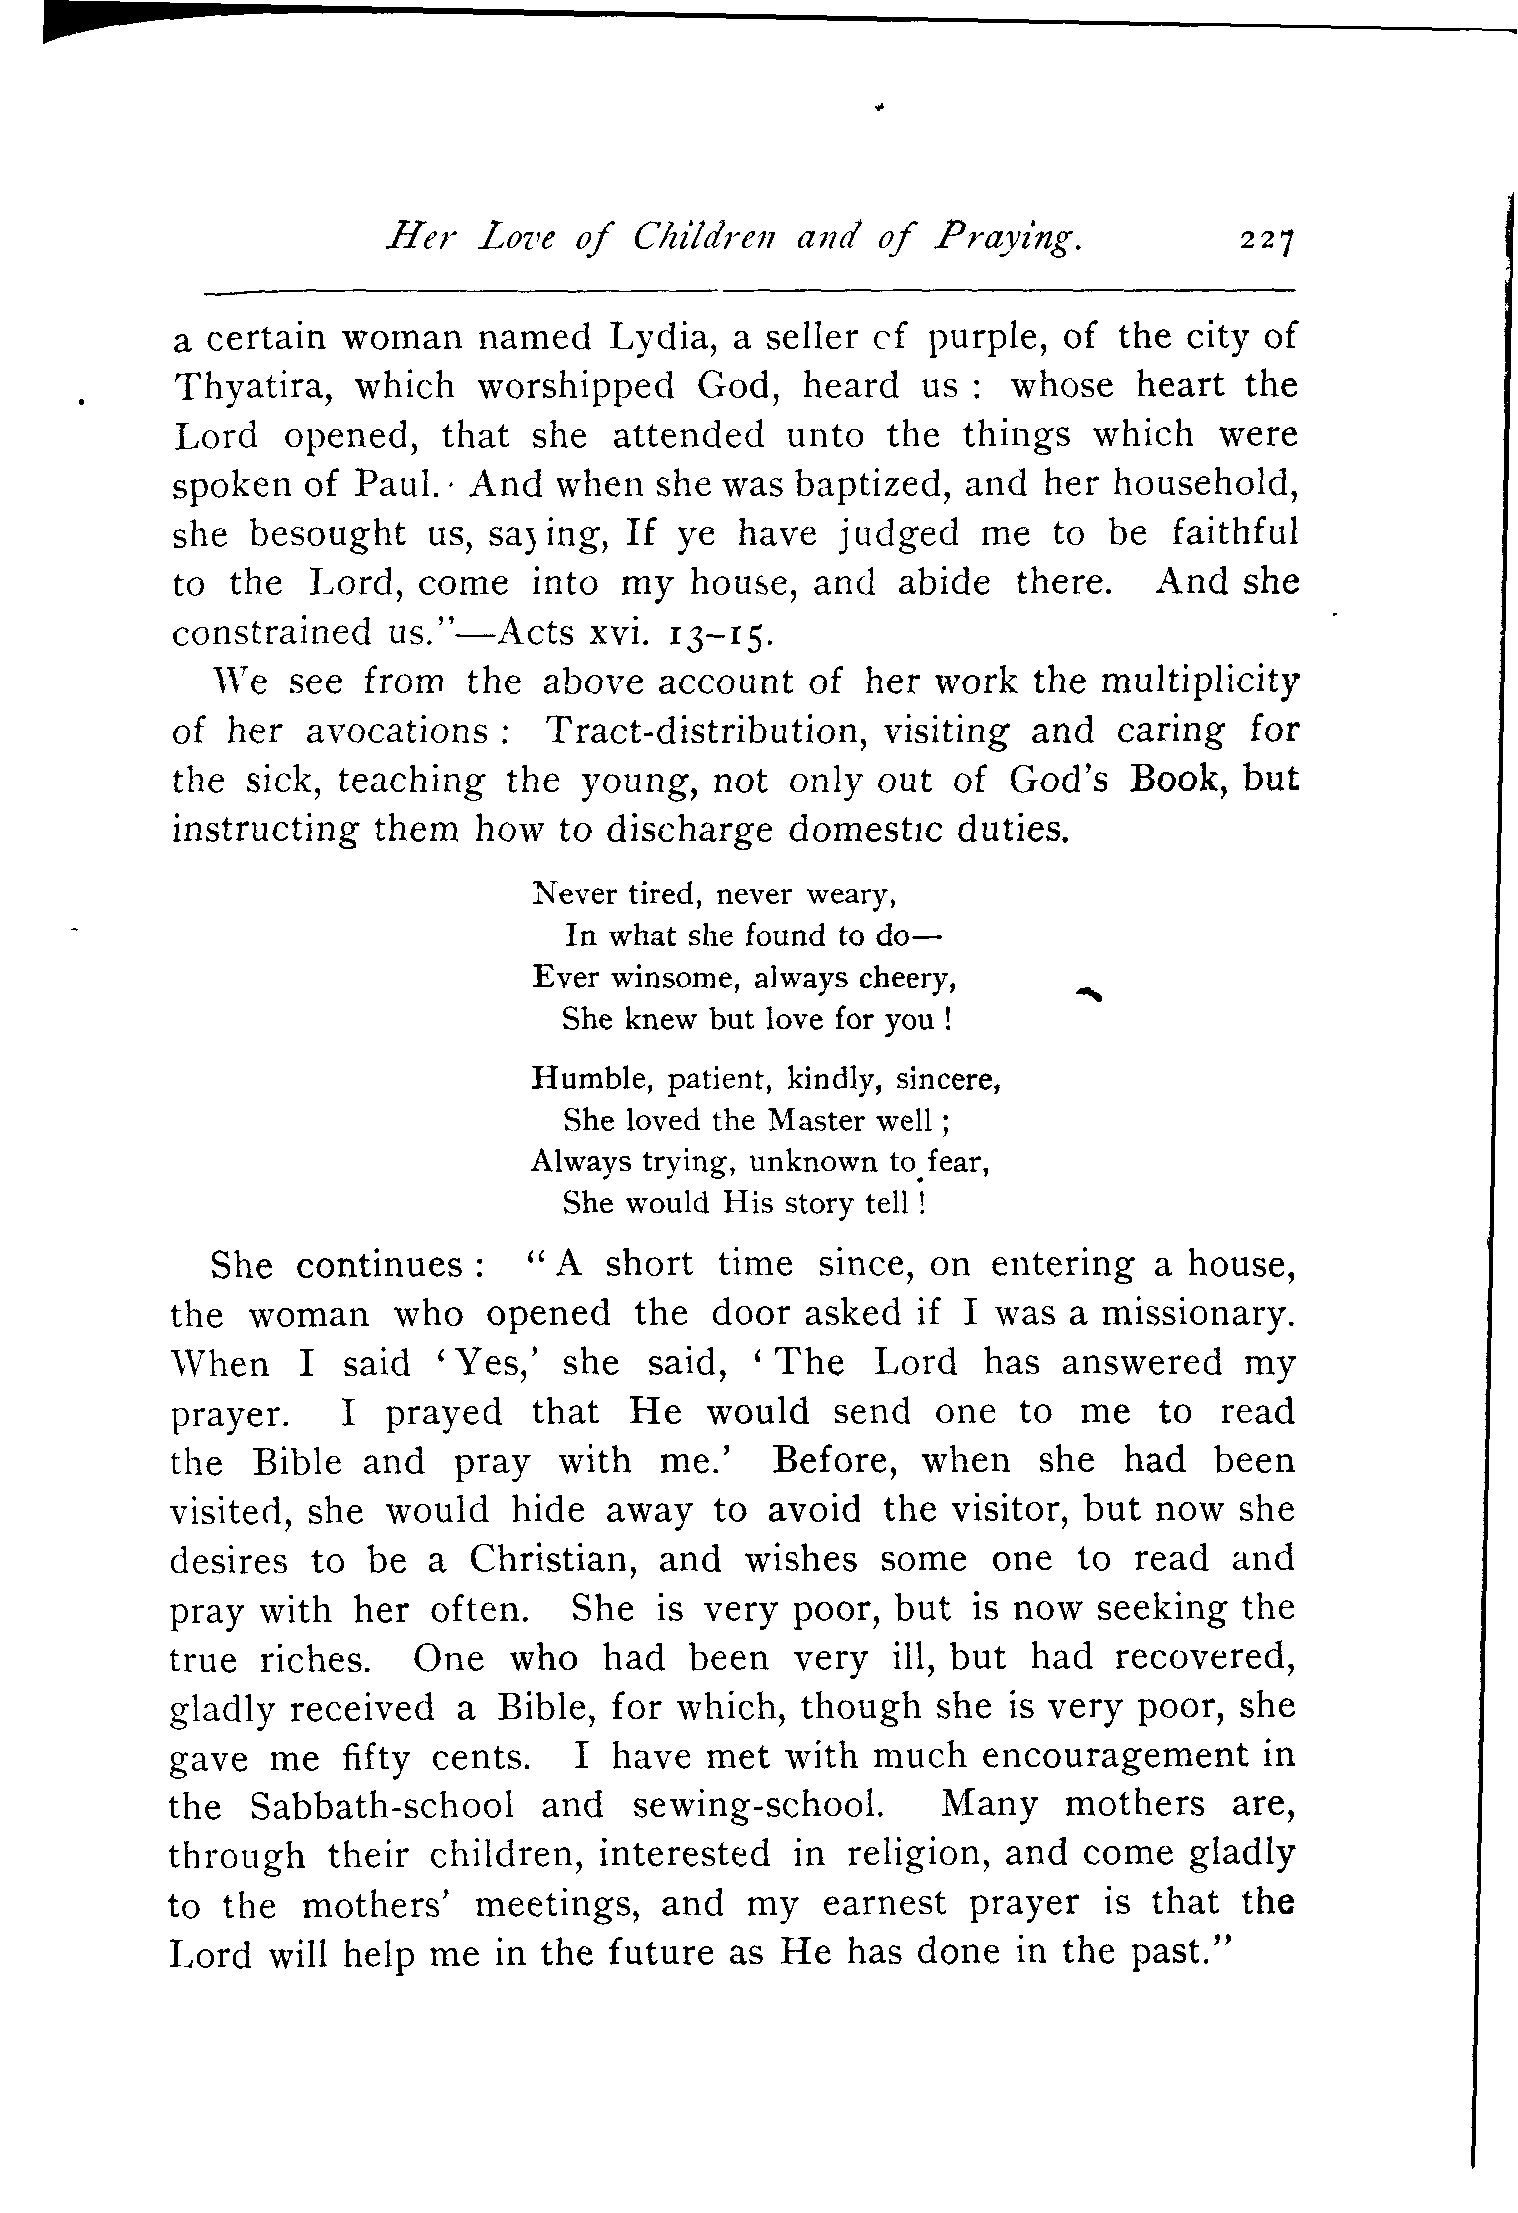 Her Love of Children and of Praying. 227
a certain woman named Lydia, a seller of purple, of the city of
Thyatira, which worshipped God, heard us : whose heart the
Lord opened, that she attended unto the things which were
spoken of Paul. And when she was baptized, and her household,
she besought us, saying, If ye have judged me to be faithful
to the Lord, come into my house, and abide there. And she
constrained us."—Acts xvi. 13–15.
We see from the above account of her work the multiplicity
of her avocations : Tract-distribution, visiting and caring for
the sick, teaching the young, not only out of God's Book, but
instructing them how to discharge domestic duties.
Never tired, never weary,
In what she found to do—
Ever winsome, always cheery,
She knew but love for you !
Humble, patient, kindly, sincere,
She loved the Master well ;
Always trying, unknown to fear,
She would His story tell !
She continues : "A short time since, on entering a house,
the woman who opened the door asked if I was a missionary.
When I said 'Yes,' she said, 'The Lord has answered my
prayer. I prayed that He would send one to me to read
the Bible and pray with me.' Before, when she had been
visited, she would hide away to avoid the visitor, but now she
desires to be a Christian, and wishes some one to read and
pray with her often. She is very poor, but is now seeking the
true riches. One who had been very ill, but had recovered,
gladly received a Bible, for which, though she is very poor, she
gave me fifty cents. I have met with much encouragement in
the Sabbath-school and sewing-school. Many mothers are,
through their children, interested in religion, and come gladly
to the mothers' meetings, and my earnest prayer is that the
Lord will help me in the future as He has done in the past."